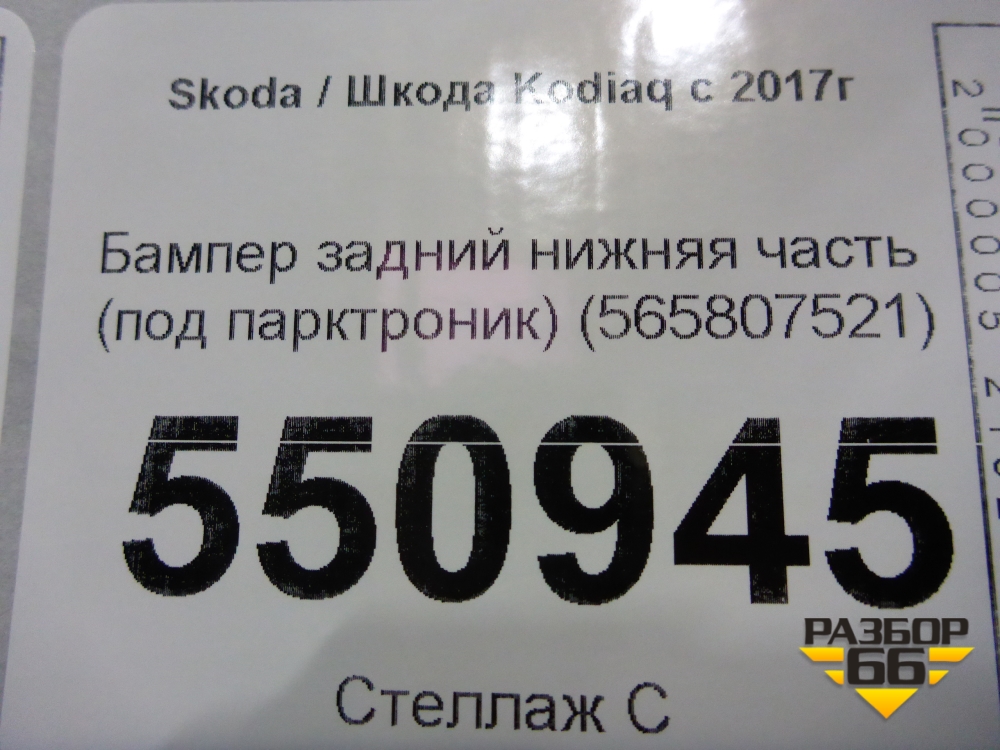 Skoda / Шкода Kodiaq с 2017г
Бампер задний нижняя часть
(под парктроник) (565807521)
550945
Стеллаж С
РАЗБОР
66